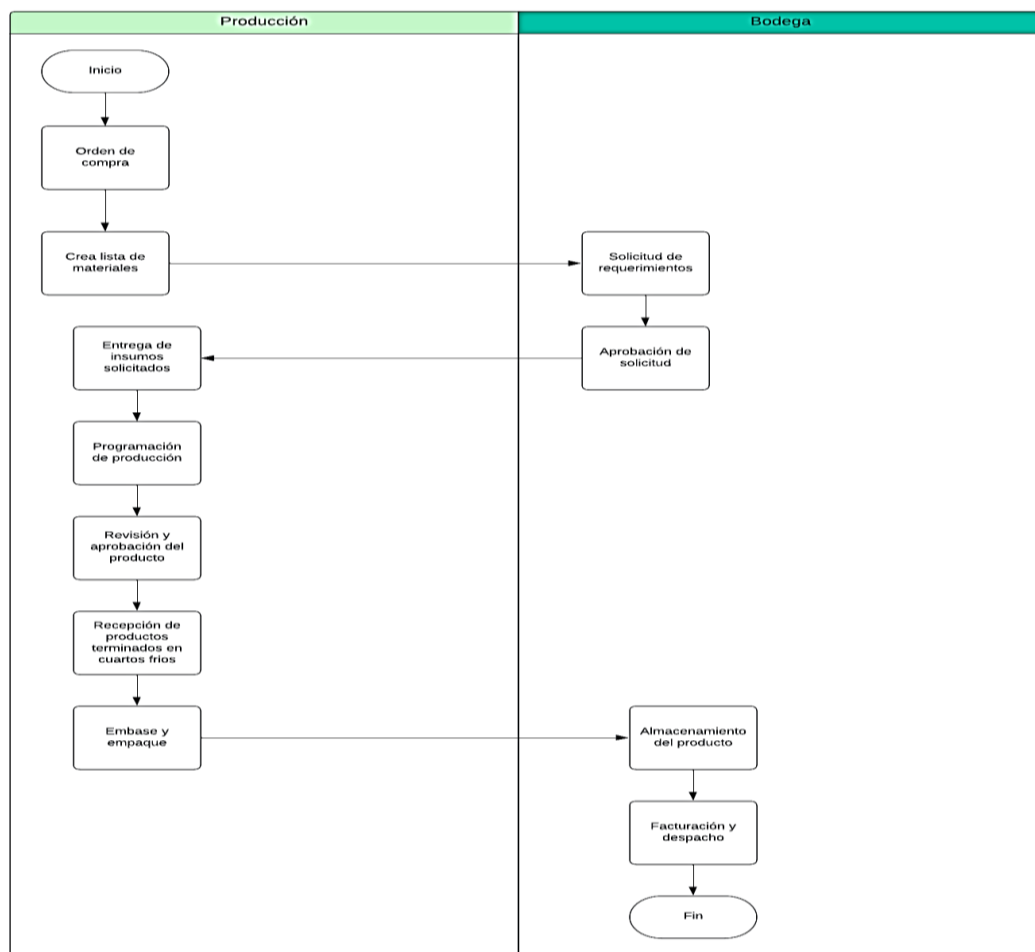 Producción
Bodega
Inicio
Orden de
compra
Crea lista de
materiales
Solicitud de
requerimientos
Entrega de
insumos
solicitados
Aprobación de
solicitud
Programación
de producción
Revisión y
aprobación del
producto
Recepción de
productos
terminados en
cuartos frios
Embase y
empaque
Almacenamiento
del producto
Facturación y
despacho
Fin